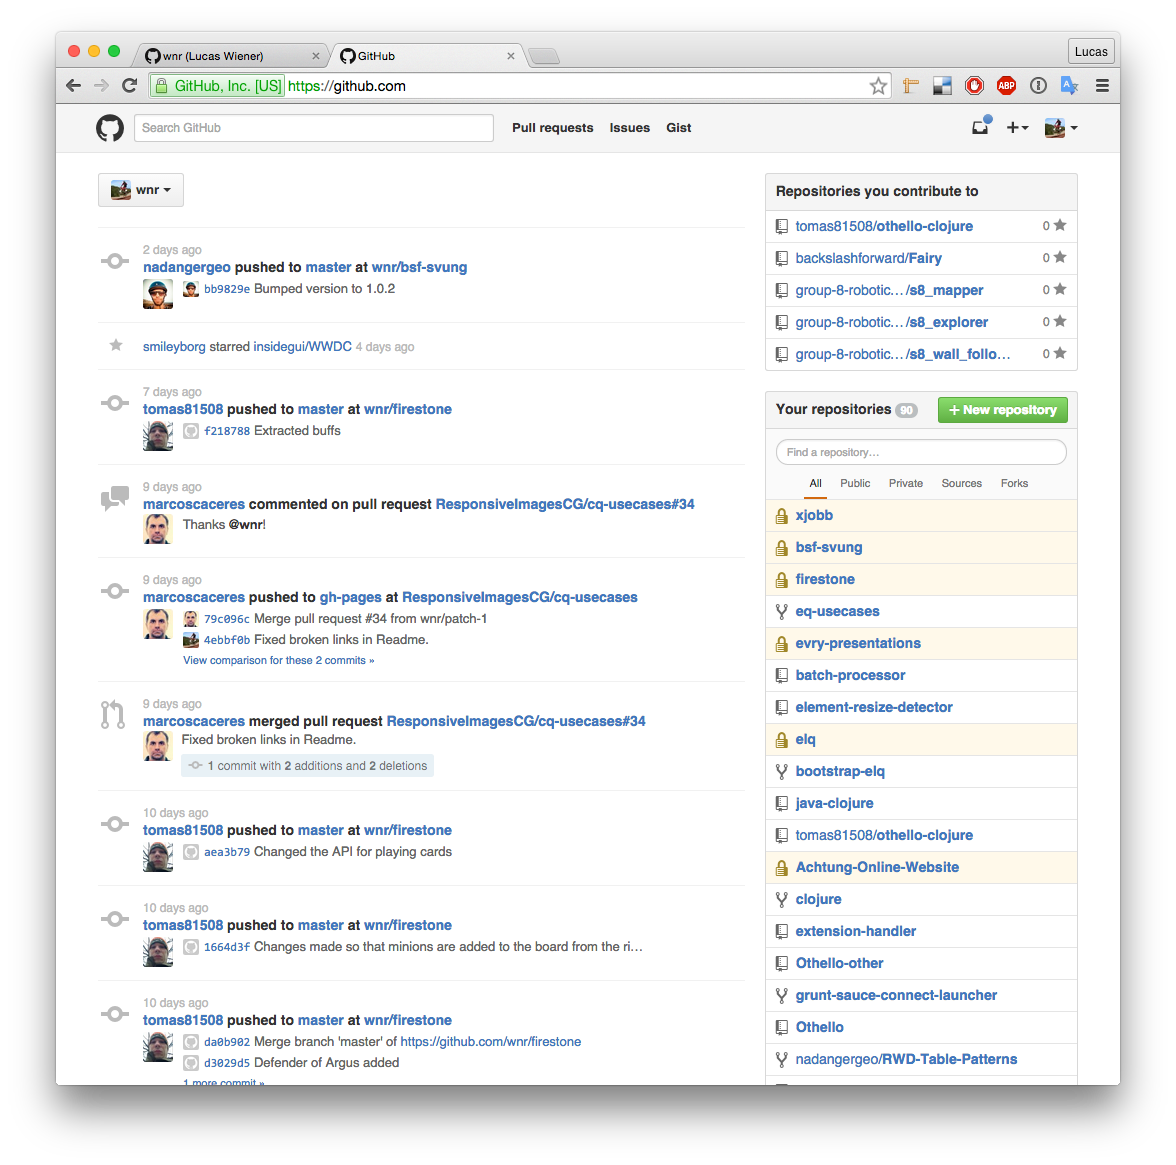 wnr (Lucas Wiener)
GitHub
Lucas
GitHub, Inc. [US] https://github.com
ABP
Search GitHub
Pull requests Issues Gist
wnr
2 days ago
nadangergeo pushed to master at wnr/bsf-svung
bb9829e Bumped version to 1.0.2
smileyborg starred insidegui/WWDC 4 days ago
7 days ago
tomas81508 pushed to master at wnr/firestone
f218788 Extracted buffs
9 days ago
marcoscaceres commented on pull request ResponsiveImagesCG/cq-usecases#34
Thanks @wnr!
9 days ago
marcoscaceres pushed to gh-pages at ResponsiveImagesCG/cq-usecases
79c096c Merge pull request #34 from wnr/patch-1
4ebbf0b Fixed broken links in Readme.
View comparison for these 2 commits »
9 days ago
marcoscaceres merged pull request ResponsiveImagesCG/cq-usecases#34
Fixed broken links in Readme.
1 commit with 2 additions and 2 deletions
10 days ago
tomas81508 pushed to master at wnr/firestone
aea3b79 Changed the API for playing cards
10 days ago
tomas81508 pushed to master at wnr/firestone
1664d3f Changes made so that minions are added to the board from the ri…
10 days ago
tomas81508 pushed to master at wnr/firestone
da0b902 Merge branch 'master' of https://github.com/wnr/firestone
d3029d5 Defender of Argus added
1 more commit »
Repositories you contribute to
tomas81508/othello-clojure 0
backslashforward/Fairy 0
group-8-robotic… /s8_mapper 0
group-8-robotic… /s8_explorer 0
group-8-robotic… /s8_wall_follo… 0
Your repositories 90 New repository
Find a repository…
All Public Private Sources Forks
xjobb
bsf-svung
firestone
eq-usecases
evry-presentations
batch-processor
element-resize-detector
elq
bootstrap-elq
java-clojure
tomas81508/othello-clojure
Achtung-Online-Website
clojure
extension-handler
Othello-other
grunt-sauce-connect-launcher
Othello
nadangergeo/RWD-Table-Patterns